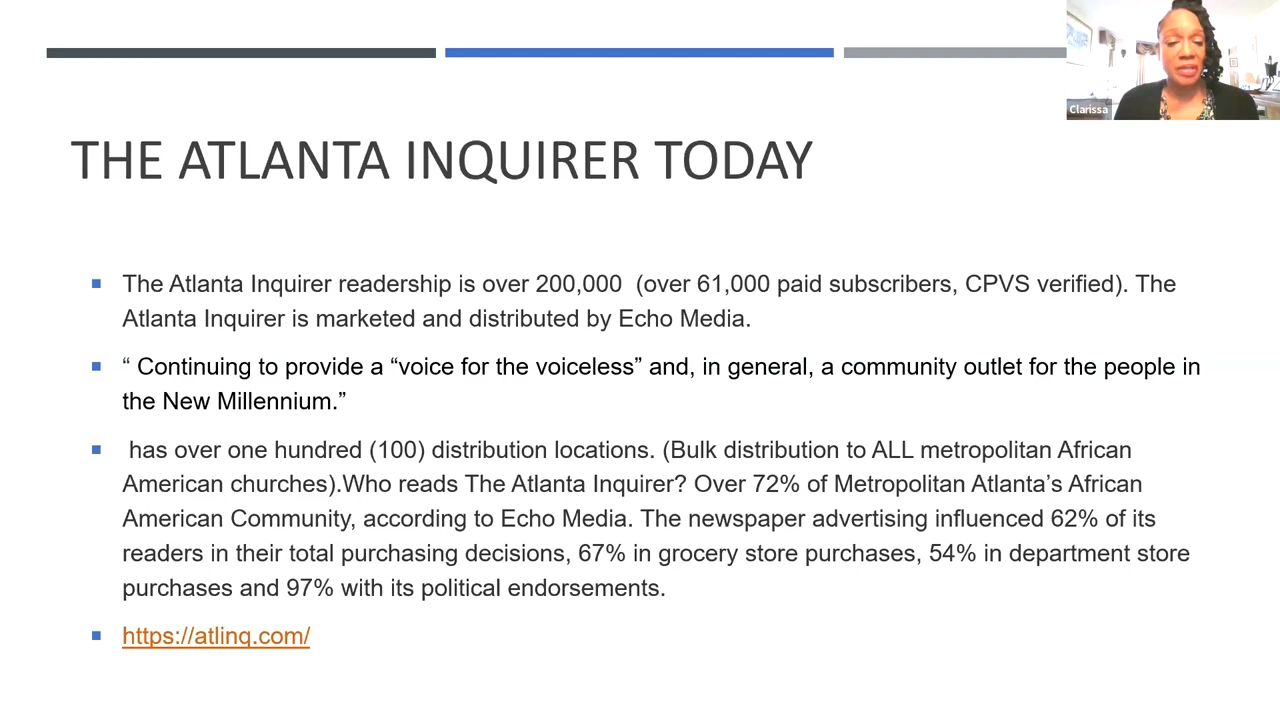 Clarissa
THE ATLANTA INQUIRER TODAY
The Atlanta Inquirer readership is over 200,000 (over 61,000 paid subscribers, CPVS verified). The
Atlanta Inquirer is marketed and distributed by Echo Media.
“ Continuing to provide a “voice for the voiceless” and, in general, a community outlet for the people in
the New Millennium.”
has over one hundred (100) distribution locations. (Bulk distribution to ALL metropolitan African
American churches).Who reads The Atlanta Inquirer? Over 72% of Metropolitan Atlanta’s African
American Community, according to Echo Media. The newspaper advertising influenced 62% of its
readers in their total purchasing decisions, 67% in grocery store purchases, 54% in department store
purchases and 97% with its political endorsements.
https://atlinq.com/